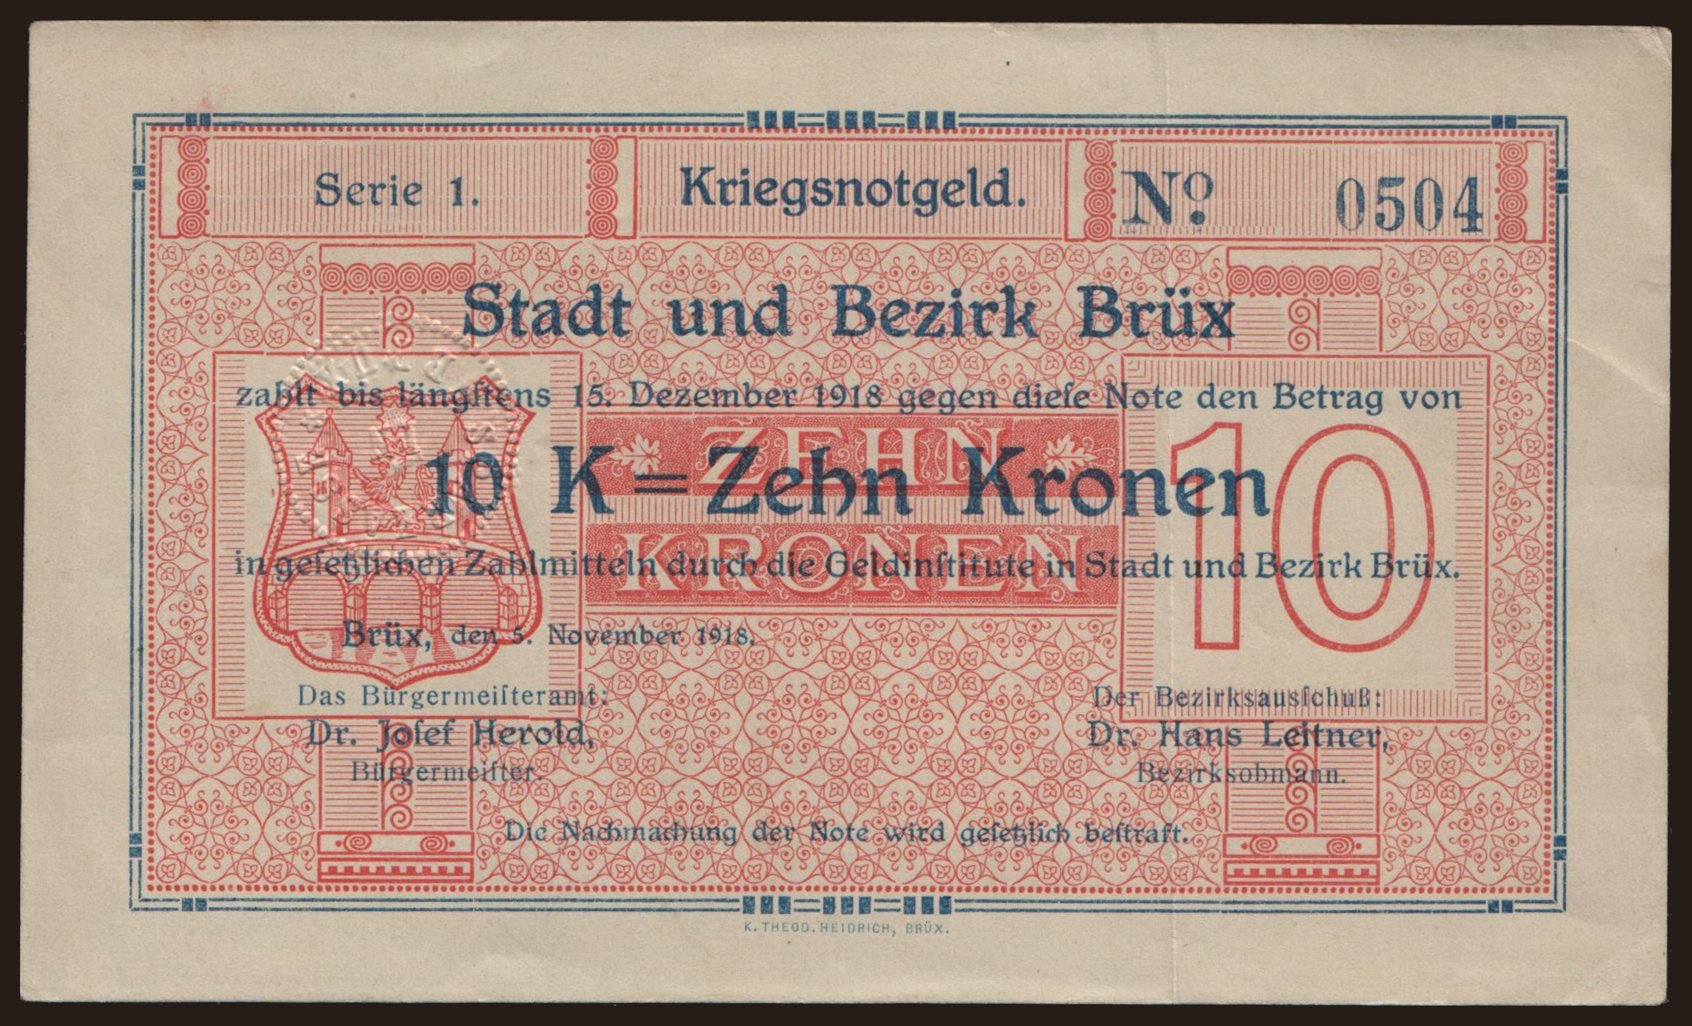 Serie 1.
Kriegsnotgeld.
No. 0504
Stadt und Bezirk Brüx
zahlt bis längſtens 15. Dezember 1918 gegen dieſe Note den Betrag von
ZEHN
10 K = Zehn Kronen
10
KRONEN
in geſetzlichen Zahlmitteln durch die Geldinſtitute in Stadt und Bezirk Brüx.
Brüx, den 5. November 1918.
Das Bürgermeiſteramt:
Dr. Joſef Herold,
Bürgermeiſter.
Der Bezirksausſchuß:
Dr. Hans Leitner,
Bezirksobmann.
Die Nachmachung der Note wird geſetzlich beſtraft.
K. THEOD. HEIDRICH, BRÜX.